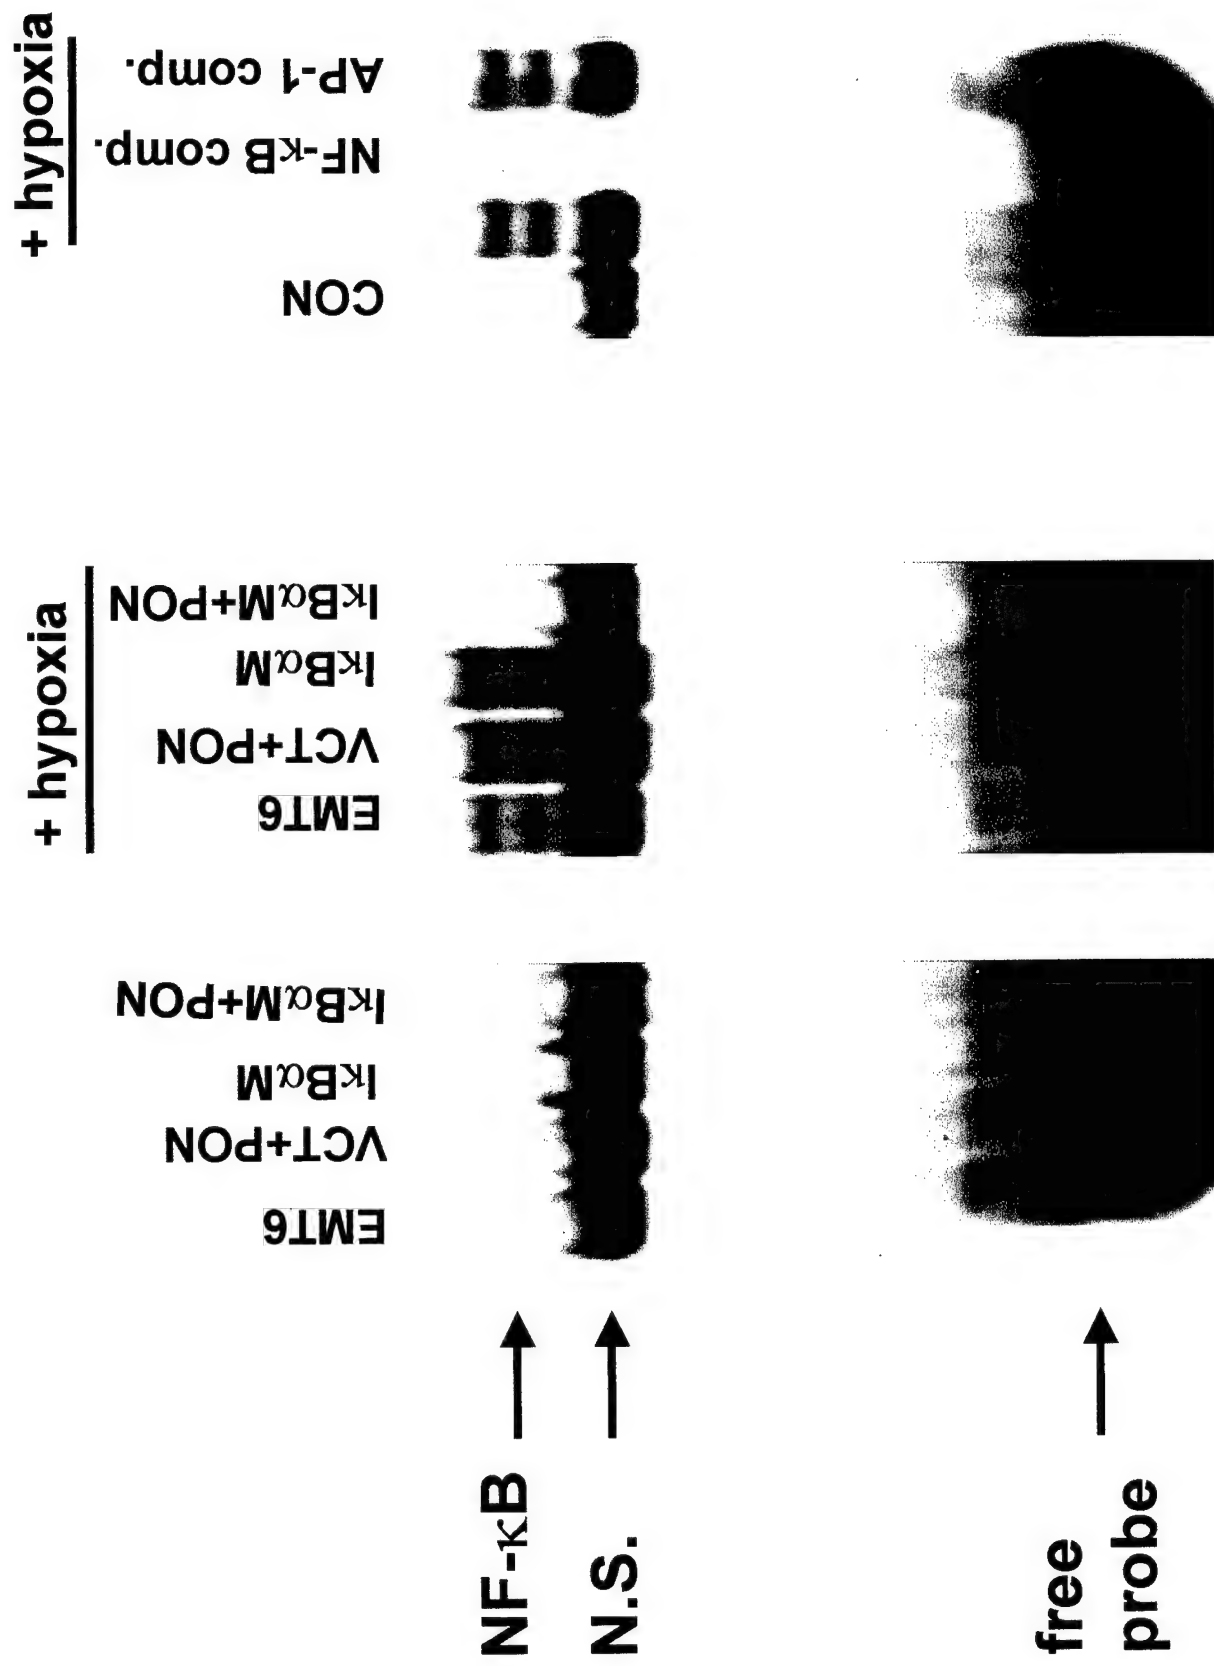 + hypoxia
+ hypoxia
EMT6
VCT+PON
IκBαM
IκBαM+PON
EMT6
VCT+PON
IκBαM
IκBαM+PON
CON
NF-κB comp.
AP-1 comp.
NF-κB
N.S.
free
probe